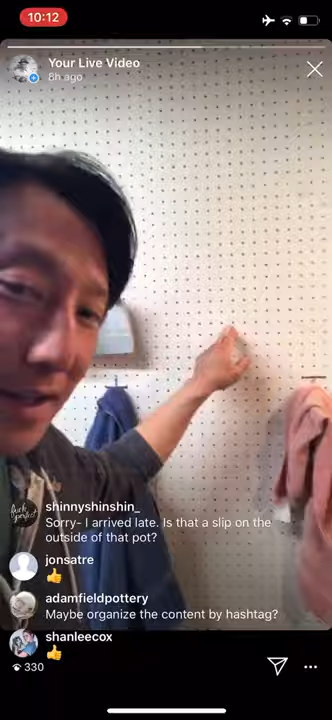 10:12
Your Live Video
8h ago
shinnyshinshin_
Sorry- I arrived late. Is that a slip on the
outside of that pot?
jonsatre
👍
adamfieldpottery
Maybe organize the content by hashtag?
shanleecox
👍
330